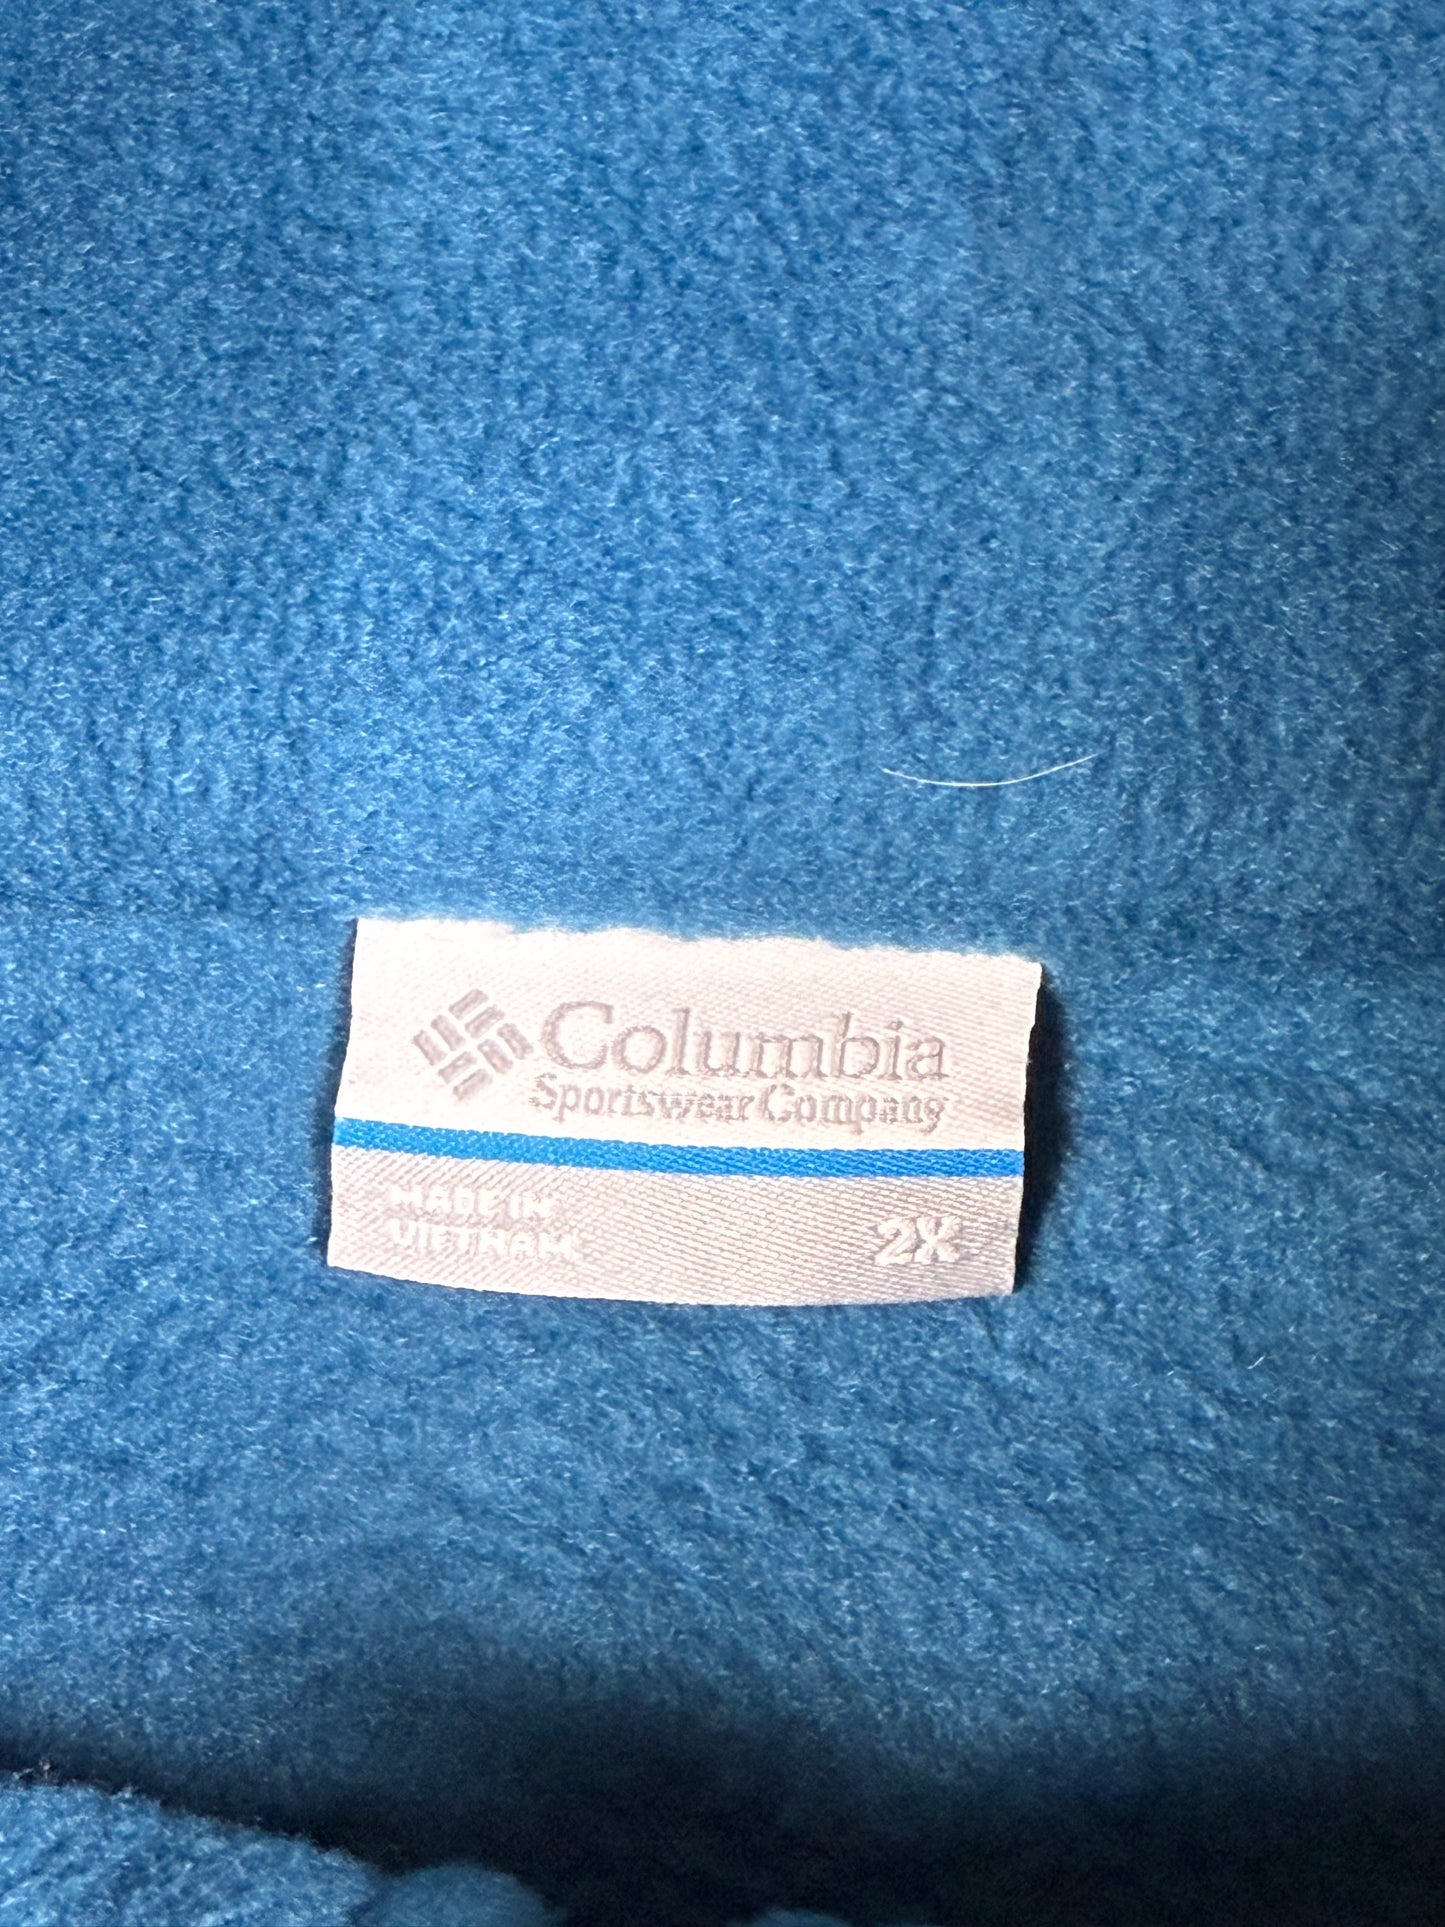 Columbia
Sportswear Company
MADE IN
VIETNAM
2X